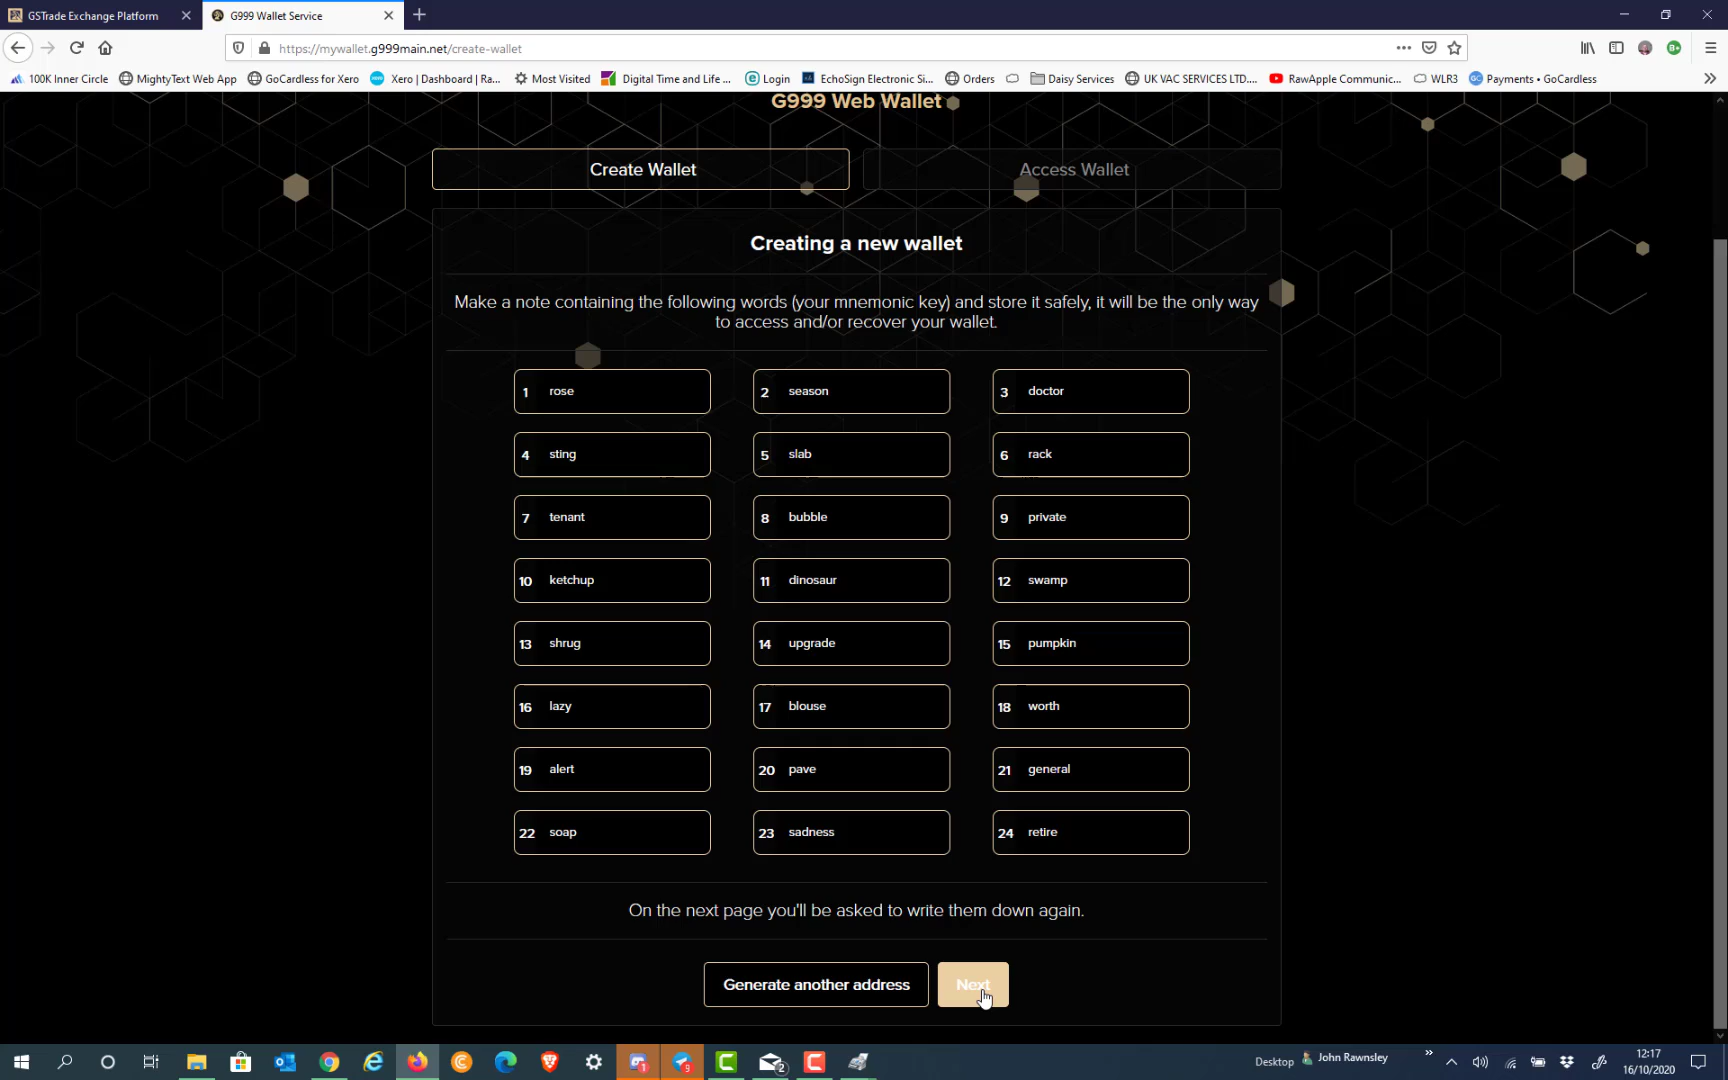 GSTrade Exchange Platform
G999 Wallet Service
https://mywallet.g999main.net/create-wallet
100K Inner Circle
MightyText Web App
GoCardless for Xero
Xero | Dashboard | Ra...
Most Visited
Digital Time and Life ...
Login
EchoSign Electronic Si...
Orders
Daisy Services
UK VAC SERVICES LTD....
RawApple Communic...
WLR3
Payments • GoCardless
G999 Web Wallet
Create Wallet
Access Wallet
Creating a new wallet
Make a note containing the following words (your mnemonic key) and store it safely, it will be the only way
to access and/or recover your wallet.
1 rose
2 season
3 doctor
4 sting
5 slab
6 rack
7 tenant
8 bubble
9 private
10 ketchup
11 dinosaur
12 swamp
13 shrug
14 upgrade
15 pumpkin
16 lazy
17 blouse
18 worth
19 alert
20 pave
21 general
22 soap
23 sadness
24 retire
On the next page you'll be asked to write them down again.
Generate another address
Next
Desktop
John Rawnsley
12:17
16/10/2020